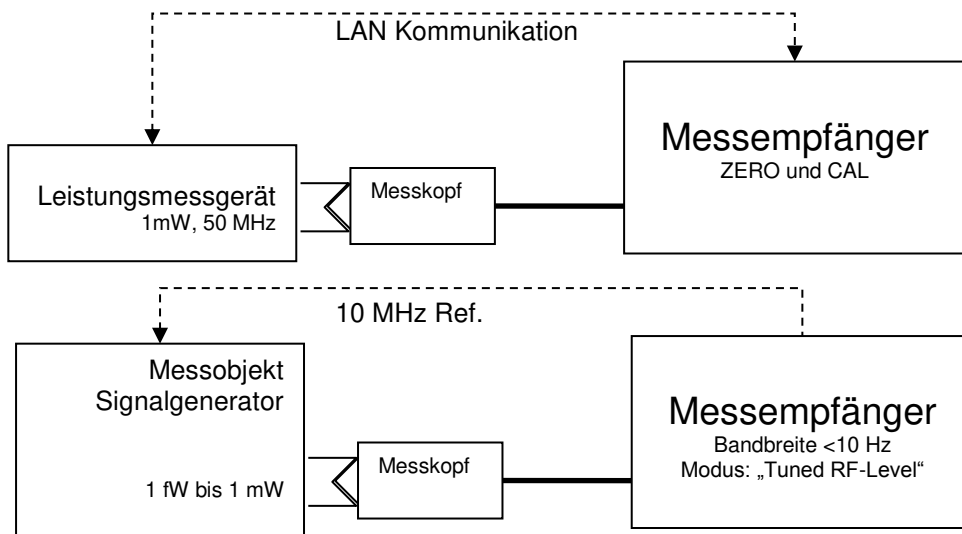 LAN Kommunikation
Messempfänger
ZERO und CAL
Leistungsmessgerät
1mW, 50 MHz
Messkopf
10 MHz Ref.
Messobjekt
Signalgenerator
1 fW bis 1 mW
Messkopf
Messempfänger
Bandbreite <10 Hz
Modus: „Tuned RF-Level“